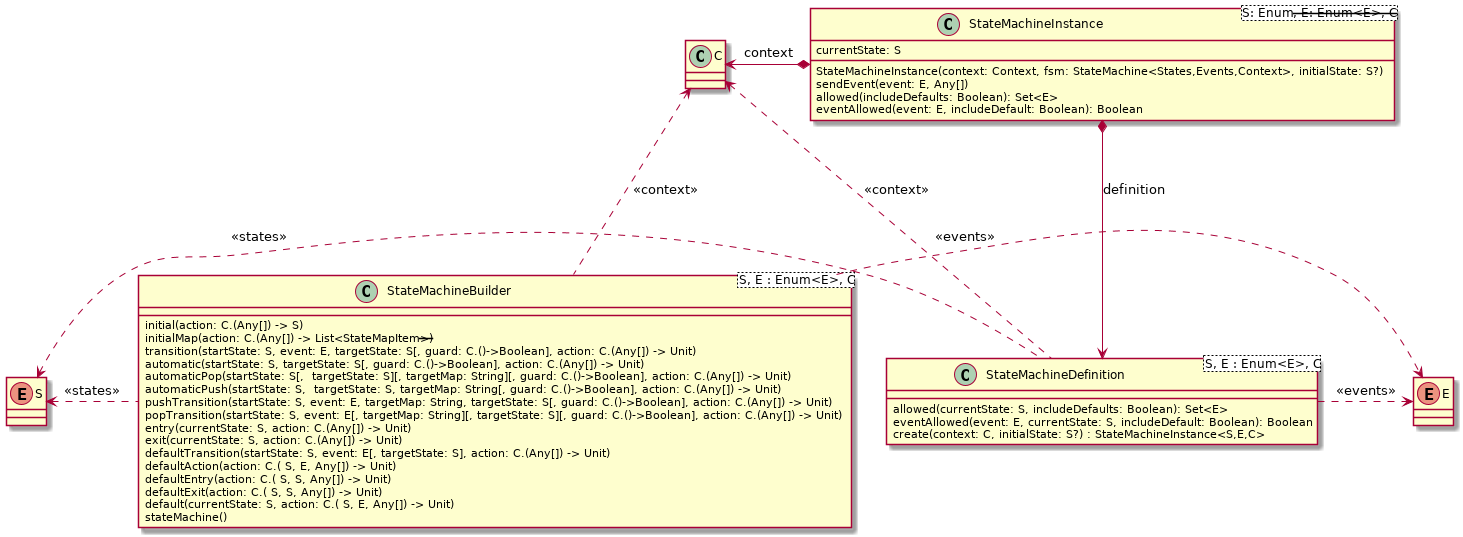 S: Enum, E: Enum<E>, C
C StateMachineInstance
currentState: S
StateMachineInstance(context: Context, fsm: StateMachine<States,Events,Context>, initialState: S?)
sendEvent(event: E, Any[])
allowed(includeDefaults: Boolean): Set<E>
eventAllowed(event: E, includeDefault: Boolean): Boolean
context
C C
«context»
«context»
definition
«states»
«events»
S, E : Enum<E>, C
C StateMachineBuilder
initial(action: C.(Any[]) -> S)
initialMap(action: C.(Any[]) -> List<StateMapItem>)
transition(startState: S, event: E, targetState: S[, guard: C.()->Boolean], action: C.(Any[]) -> Unit)
automatic(startState: S, targetState: S[, guard: C.()->Boolean], action: C.(Any[]) -> Unit)
automaticPop(startState: S[,  targetState: S][, targetMap: String][, guard: C.()->Boolean], action: C.(Any[]) -> Unit)
automaticPush(startState: S,  targetState: S, targetMap: String[, guard: C.()->Boolean], action: C.(Any[]) -> Unit)
pushTransition(startState: S, event: E, targetMap: String, targetState: S[, guard: C.()->Boolean], action: C.(Any[]) -> Unit)
popTransition(startState: S, event: E[, targetMap: String][, targetState: S][, guard: C.()->Boolean], action: C.(Any[]) -> Unit)
entry(currentState: S, action: C.(Any[]) -> Unit)
exit(currentState: S, action: C.(Any[]) -> Unit)
defaultTransition(startState: S, event: E[, targetState: S], action: C.(Any[]) -> Unit)
defaultAction(action: C.( S, E, Any[]) -> Unit)
defaultEntry(action: C.( S, S, Any[]) -> Unit)
defaultExit(action: C.( S, S, Any[]) -> Unit)
default(currentState: S, action: C.( S, E, Any[]) -> Unit)
stateMachine()
E S
«states»
S, E : Enum<E>, C
C StateMachineDefinition
allowed(currentState: S, includeDefaults: Boolean): Set<E>
eventAllowed(event: E, currentState: S, includeDefault: Boolean): Boolean
create(context: C, initialState: S?) : StateMachineInstance<S,E,C>
«events»
E E